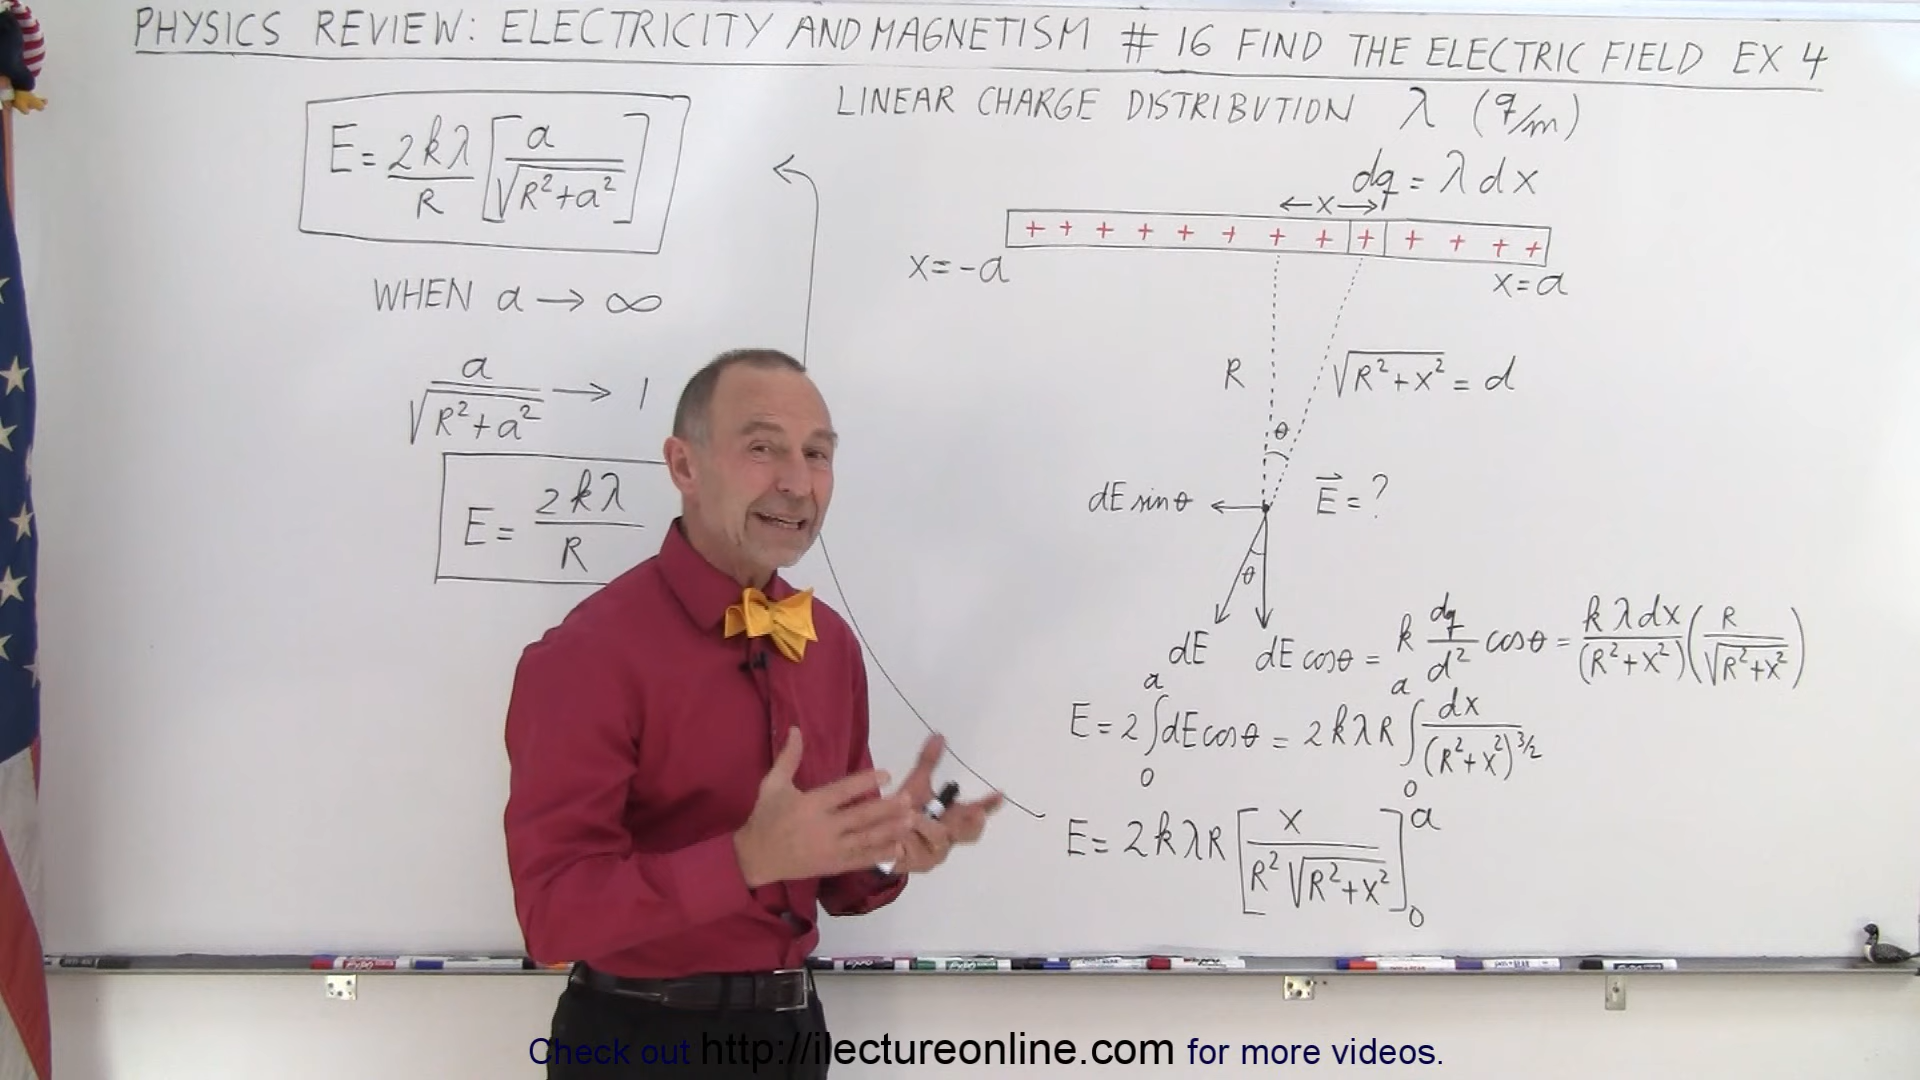 PHYSICS REVIEW: ELECTRICITY AND MAGNETISM # 16 FIND THE ELECTRIC FIELD EX 4
LINEAR CHARGE DISTRIBUTION λ (q/m)
E = 2kλ/R [a/√(R²+a²)]
WHEN a → ∞
a/√(R²+a²) → 1
E = 2kλ/R
dq = λ dx
← x →
+ + + + + + + + + + + + +
x = -a
x = a
R
√(R²+x²) = d
θ
dE sin θ
E⃗ = ?
θ
dE
dE cos θ = k dq/d² cos θ = kλdx/(R²+x²) (R/√(R²+x²))
E = 2 ∫₀ᵃ dE cos θ = 2kλR ∫₀ᵃ dx/(R²+x²)^(3/2)
E = 2kλR [x/(R²√(R²+x²))]₀ᵃ
Check out http://ilectureonline.com for more videos.